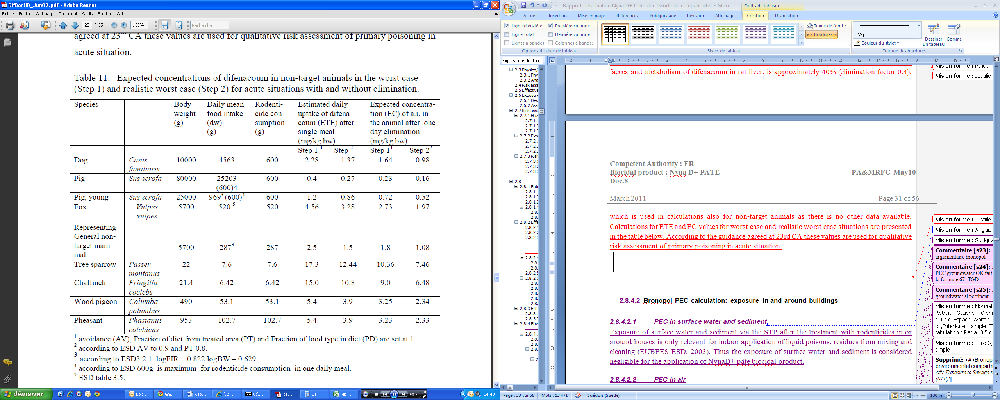 DifDocIIB_Jun09.pdf - Adobe Reader
Fichier Edition Affichage Document Outils Fenêtre Aide
25 / 35 133% Rechercher
agreed at 23rd CA these values are used for qualitative risk assessment of primary poisoning in
acute situation.
Table 11. Expected concentrations of difenacoum in non-target animals in the worst case
(Step 1) and realistic worst case (Step 2) for acute situations with and without elimination.
Species Body weight (g) Daily mean food intake (dw) (g) Rodenti-cide con-sumption (g) Estimated daily uptake of difena-coum (ETE) after single meal (mg/kg bw) Expected concentra-tion (EC) of a.i. in the animal after one day elimination (mg/kg bw)
Step 1 1 Step 2 Step 11 Step 22
Dog Canis familiaris 10000 4563 600 2.28 1.37 1.64 0.98
Pig Sus scrofa 80000 25203 (600)4 600 0.4 0.27 0.23 0.16
Pig, young Sus scrofa 25000 9693 (600)4 600 1.2 0.86 0.72 0.52
Fox Vulpes vulpes 5700 520 5 520 4.56 3.28 2.73 1.97
Representing General non-target mam-mal 5700 2873 287 2.5 1.5 1.8 1.08
Tree sparrow Passer montanus 22 7.6 7.6 17.3 12.44 10.36 7.46
Chaffinch Fringilla coelebs 21.4 6.42 6.42 15.0 10.8 9.0 6.48
Wood pigeon Columba palumbus 490 53.1 53.1 5.4 3.9 3.25 2.34
Pheasant Phasianus colchicus 953 102.7 102.7 5.4 3.9 3.23 2.33
1 avoidance (AV), Fraction of diet from treated area (PT) and Fraction of food type in diet (PD) are set at 1.
2 according to ESD AV to 0.9 and PT 0.8.
3 according to ESD3.2.1. logFIR = 0.822 logBW – 0.629.
4 according to ESD 600g is maximum for rodenticide consumption in one daily meal.
5 ESD table 3.5.
démarrer Boît... Gm... Rap... [Ax... C:\... Dif... Cal... Micr... 14:40
Rapport d'évaluation Nyna D+ Pate .doc [Mode de compatibilité] - Micro... Outils de tableau
Accueil Insertion Mise en page Références Publipostage Révision Affichage Création Disposition
Ligne d'en-tête Première colonne
Ligne Total Dernière colonne
Lignes à bandes Colonnes à bandes
Options de style de tableau
Styles de tableau
Trame de fond
Bordures
½ pt
Couleur du stylet
Dessiner un tableau
Gomme
Traçage des bordures
Explorateur de docun
2.3 Physico/
2.3.1 Phy
2.3.2 Ana
2.4 Risk asse
2.5 Effective
2.6 Exposure
2.6.1 Des
2.6.2 Asse
2.7 Risk asse
2.7.1 Haz
2.7.1.
2.7.1.2
2.7.1.3
2.7.2 Exp
2.7.2.
2.7.2.2
2.7.2.3
2.7.3 Risk
2.7.3.
2.7.3.2
2.7.3.3
2.8
2.8.1 Fate
2.8.1.1
2.8.1.2
2.8.1.3
2.8.1.4
2.8.
2.8.
2.8.2 Effe
2.8.2.
2.8.2.2
2.8.2.3
2.8.2.4
2.8.
2.8.
2.8.2.5
2.8.2.6
2.8.
2.8.
2.8.
2.8.3 Effe
2.8.3.1
2.8.3.2
2.8.4 Env
2.8.4.
2.8.
2.8.
2.8.
2
faeces and metabolism of difenacoum in rat liver, is approximately 40% (elimination factor 0.4),
Competent Authority : FR
Biocidal product : Nyna D+ PATE PA&MRFG-May10-
Doc.8
March 2011 Page 31 of 56
which is used in calculations also for non-target animals as there is no other data available.
Calculations for ETE and EC values for worst case and realistic worst case situations are presented
in the table below. According to the guidance agreed at 23rd CA these values are used for qualitative
risk assessment of primary poisoning in acute situation.
2.8.4.2 Bronopol PEC calculation: exposure in and around buildings
2.8.4.2.1 PEC in surface water and sediment
Exposure of surface water and sediment via the STP after the treatment with rodenticides in or
around houses is only relevant for indoor application of liquid poisons, residues from mixing and
cleaning (EUBEES ESD, 2003). Thus the exposure of surface water and sediment is considered
negligible for the application of NynaD+ pâte biocidal product.
2.8.4.2.2 PEC in air
Mis en forme : Police
Mis en forme : Justifié
Mis en forme : Justifié
Mis en forme : Anglais
Mis en forme : Surligna
Commentaire [s23]:
argumentaire bronopol
Commentaire [s24]:
PEC groundwater OK fait
la formule 67, TGD
Commentaire [s25]:
groundwater si pertinent .
Mis en forme : Normal,
Retrait : Gauche : 0 cm
: 0 cm, Espace Avant : 0
pt, Interligne : simple, T
tabulation : Pas à 0.5 c
Mis en forme : Titre 6,
simple
Supprimé: <#>Bronopo
environmental compartm
<#>Exposure to Sewage t
(STP)¶
Page : 33 sur 56 Mots : 13 471 Suédois (Suède) 130 %